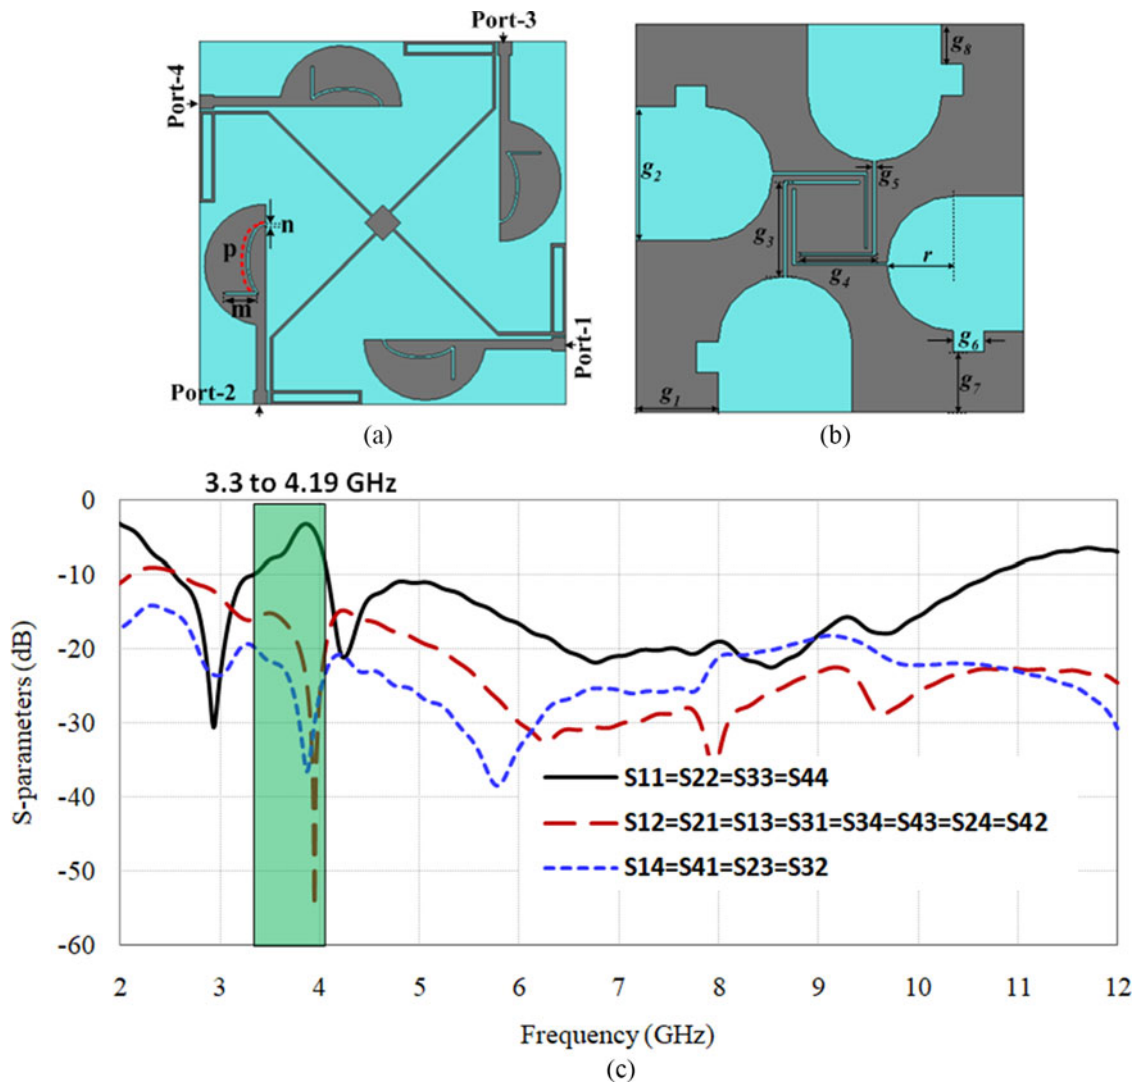 Port-3
Port-4
n
p
m
Port-2
Port-1
(a)
g8
g2
g5
g3
g4
r
g6
g7
g1
(b)
3.3 to 4.19 GHz
0
-10
-20
-30
-40
-50
-60
S-parameters (dB)
S11=S22=S33=S44
S12=S21=S13=S31=S34=S43=S24=S42
S14=S41=S23=S32
2 3 4 5 6 7 8 9 10 11 12
Frequency (GHz)
(c)